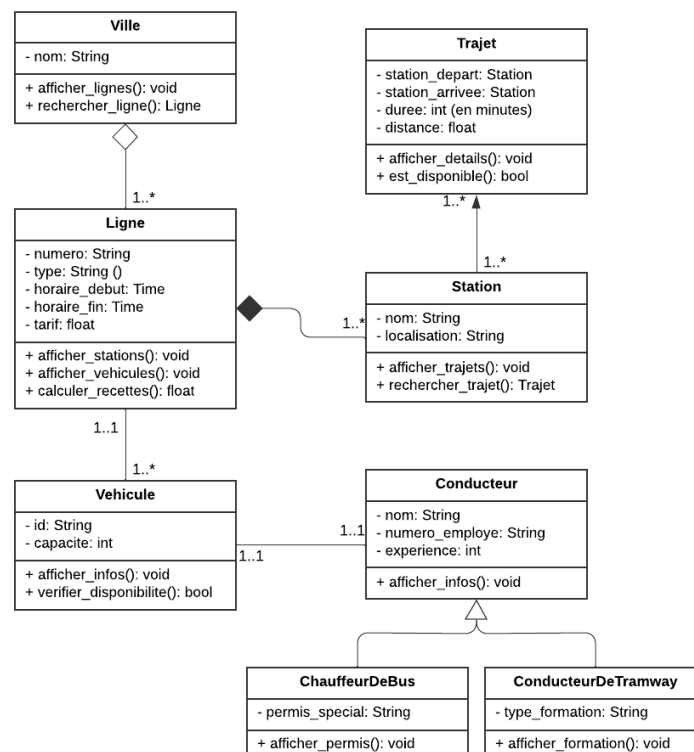 Ville
- nom: String
+ afficher_lignes(): void
+ rechercher_ligne(): Ligne
1..*
Ligne
- numero: String
- type: String ()
- horaire_debut: Time
- horaire_fin: Time
- tarif: float
+ afficher_stations(): void
+ afficher_vehicules(): void
+ calculer_recettes(): float
1..1
1..*
Vehicule
- id: String
- capacite: int
+ afficher_infos(): void
+ verifier_disponibilite(): bool
Trajet
- station_depart: Station
- station_arrivee: Station
- duree: int (en minutes)
- distance: float
+ afficher_details(): void
+ est_disponible(): bool
1..*
1..*
Station
1..*
- nom: String
- localisation: String
+ afficher_trajets(): void
+ rechercher_trajet(): Trajet
1..1
1..1
Conducteur
- nom: String
- numero_employe: String
- experience: int
+ afficher_infos(): void
ChauffeurDeBus
- permis_special: String
+ afficher_permis(): void
ConducteurDeTramway
- type_formation: String
+ afficher_formation(): void